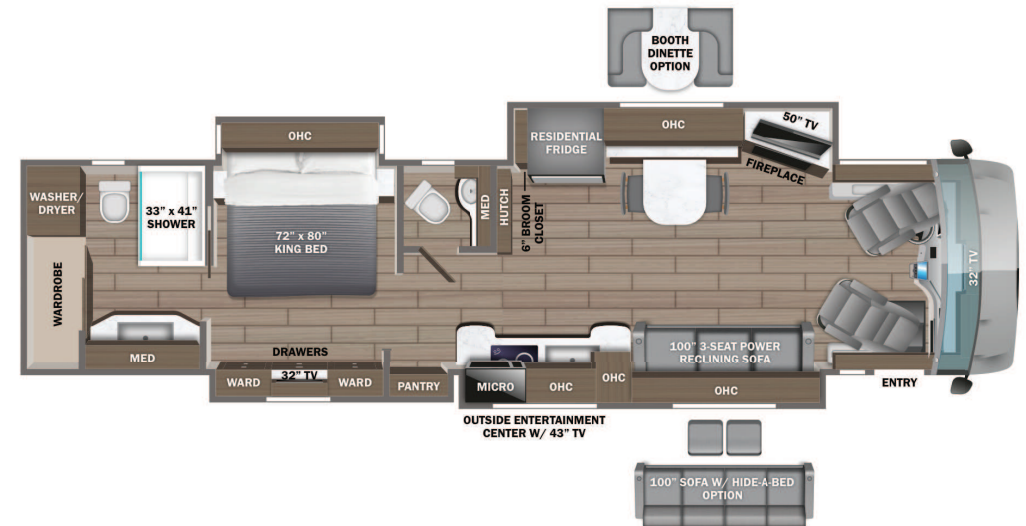 BOOTH
DINETTE
OPTION
OHC
RESIDENTIAL
FRIDGE
OHC
50" TV
FIREPLACE
WASHER/
DRYER
33" x 41"
SHOWER
72" x 80"
KING BED
MED
HUTCH
6" BROOM
CLOSET
32" TV
WARDROBE
MED
DRAWERS
WARD
32" TV
WARD
PANTRY
MICRO
OHC
OHC
100" 3-SEAT POWER
RECLINING SOFA
OHC
ENTRY
OUTSIDE ENTERTAINMENT
CENTER W/ 43" TV
100" SOFA W/ HIDE-A-BED
OPTION